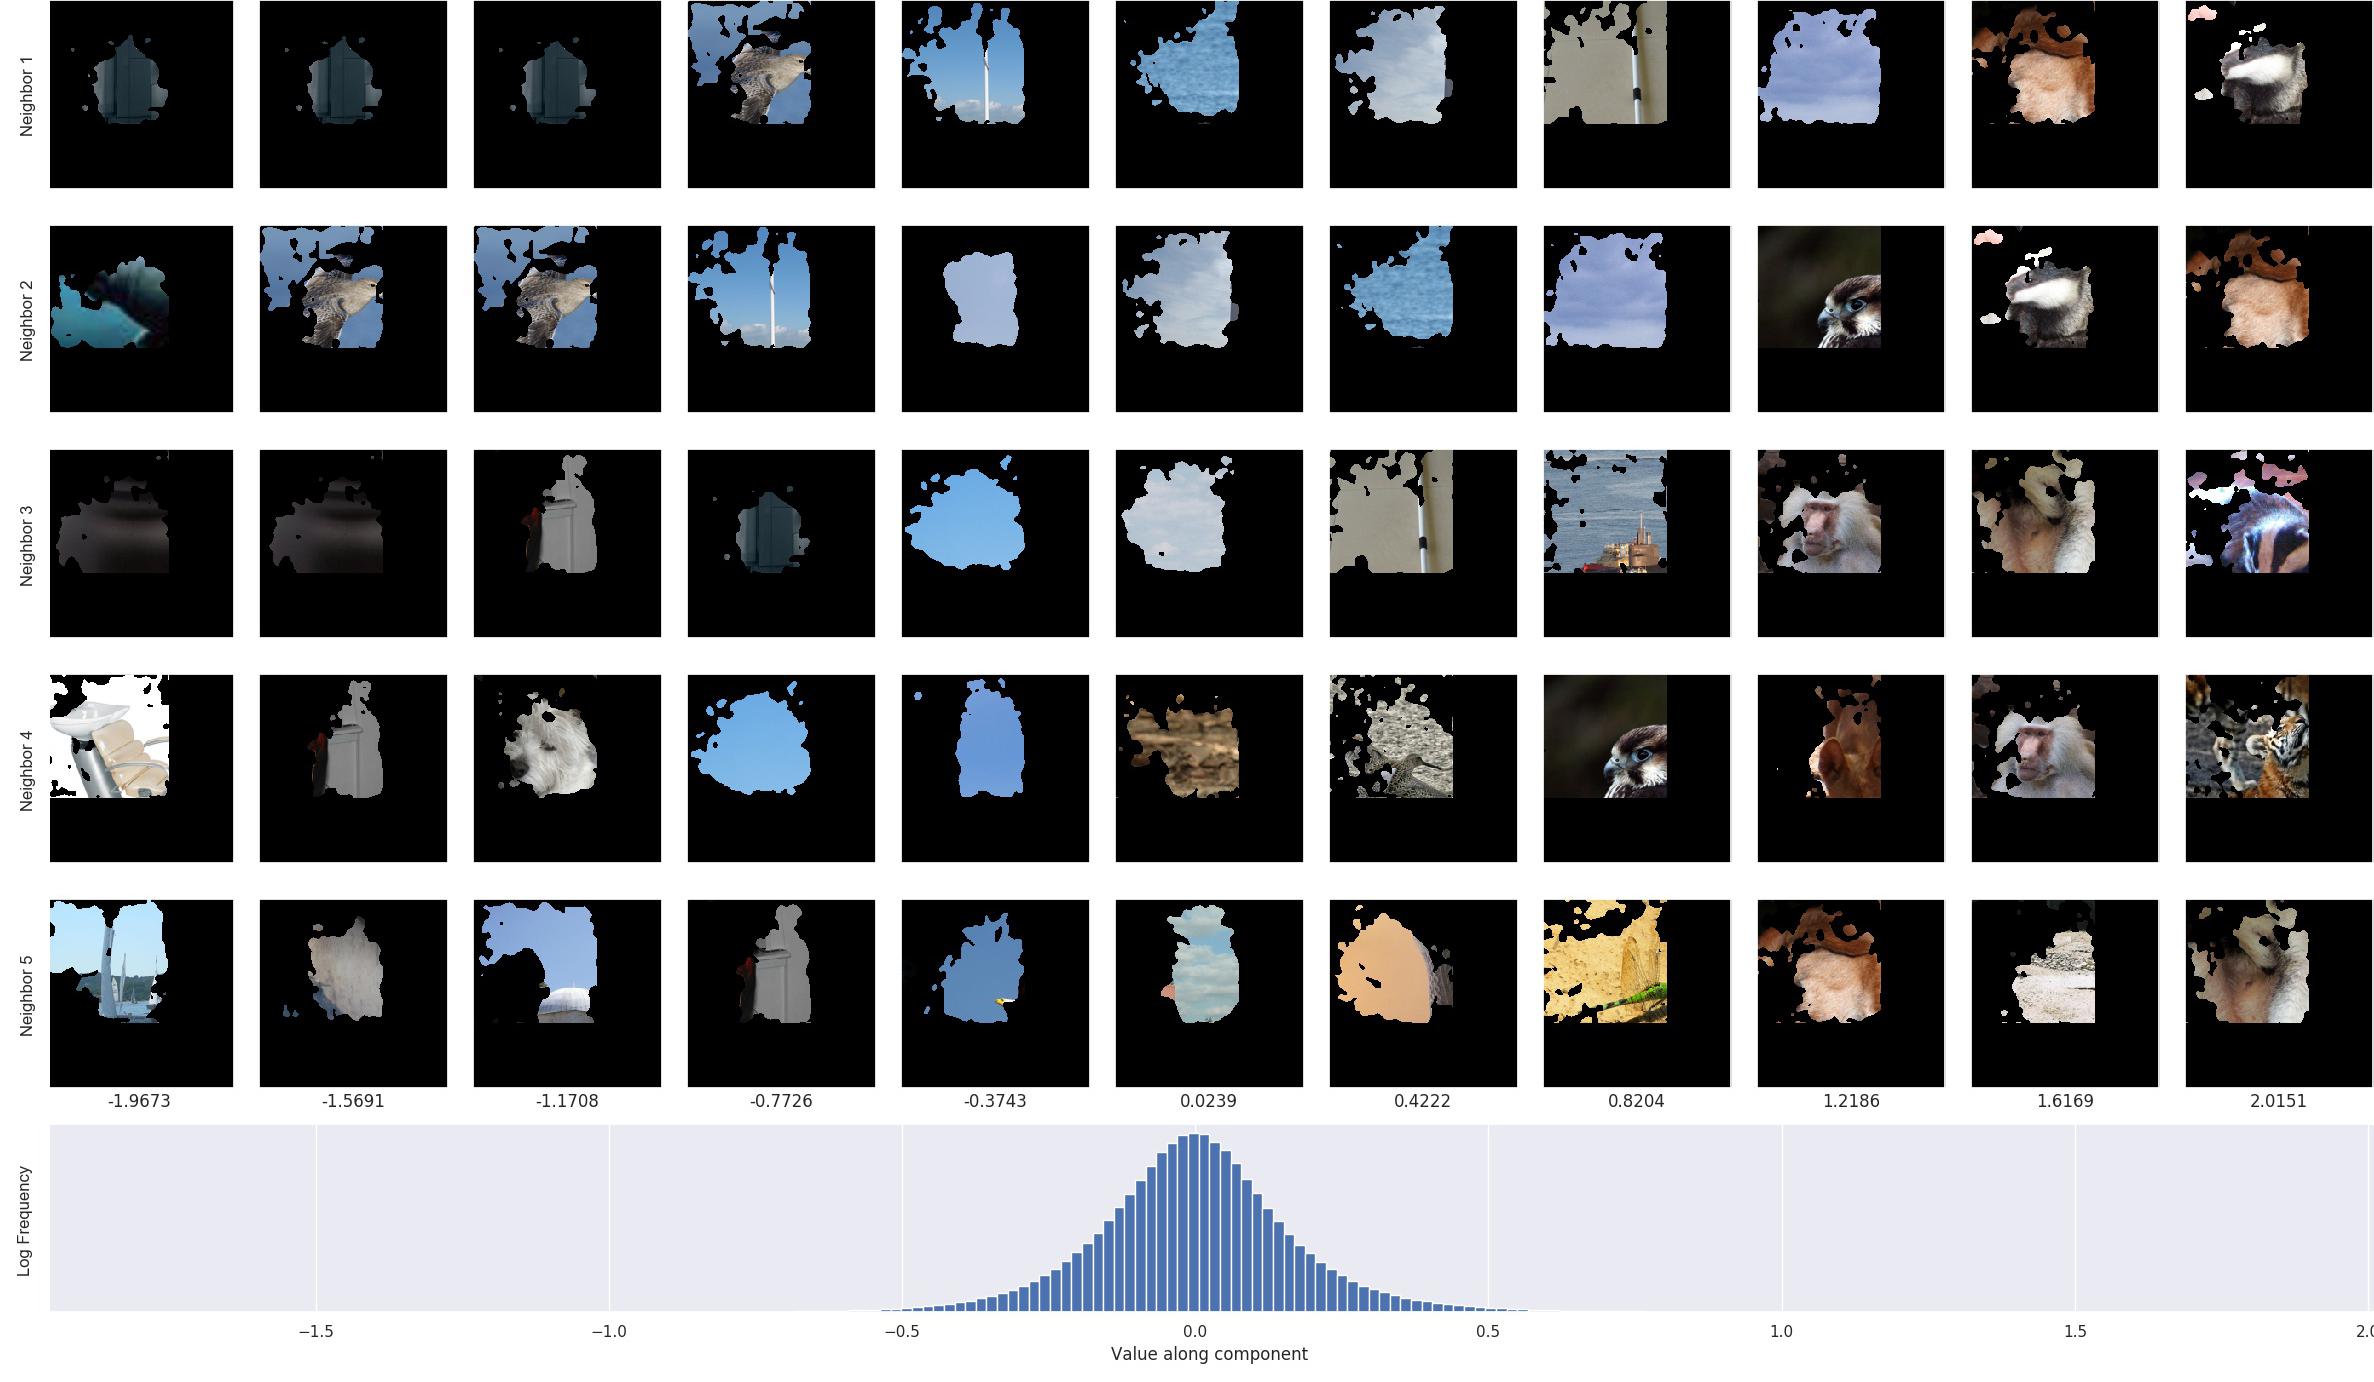 Neighbor 1
Neighbor 2
Neighbor 3
Neighbor 4
Neighbor 5
-1.9673 -1.5691 -1.1708 -0.7726 -0.3743 0.0239 0.4222 0.8204 1.2186 1.6169 2.0151
Log Frequency
−1.5 −1.0 −0.5 0.0 0.5 1.0 1.5
Value along component